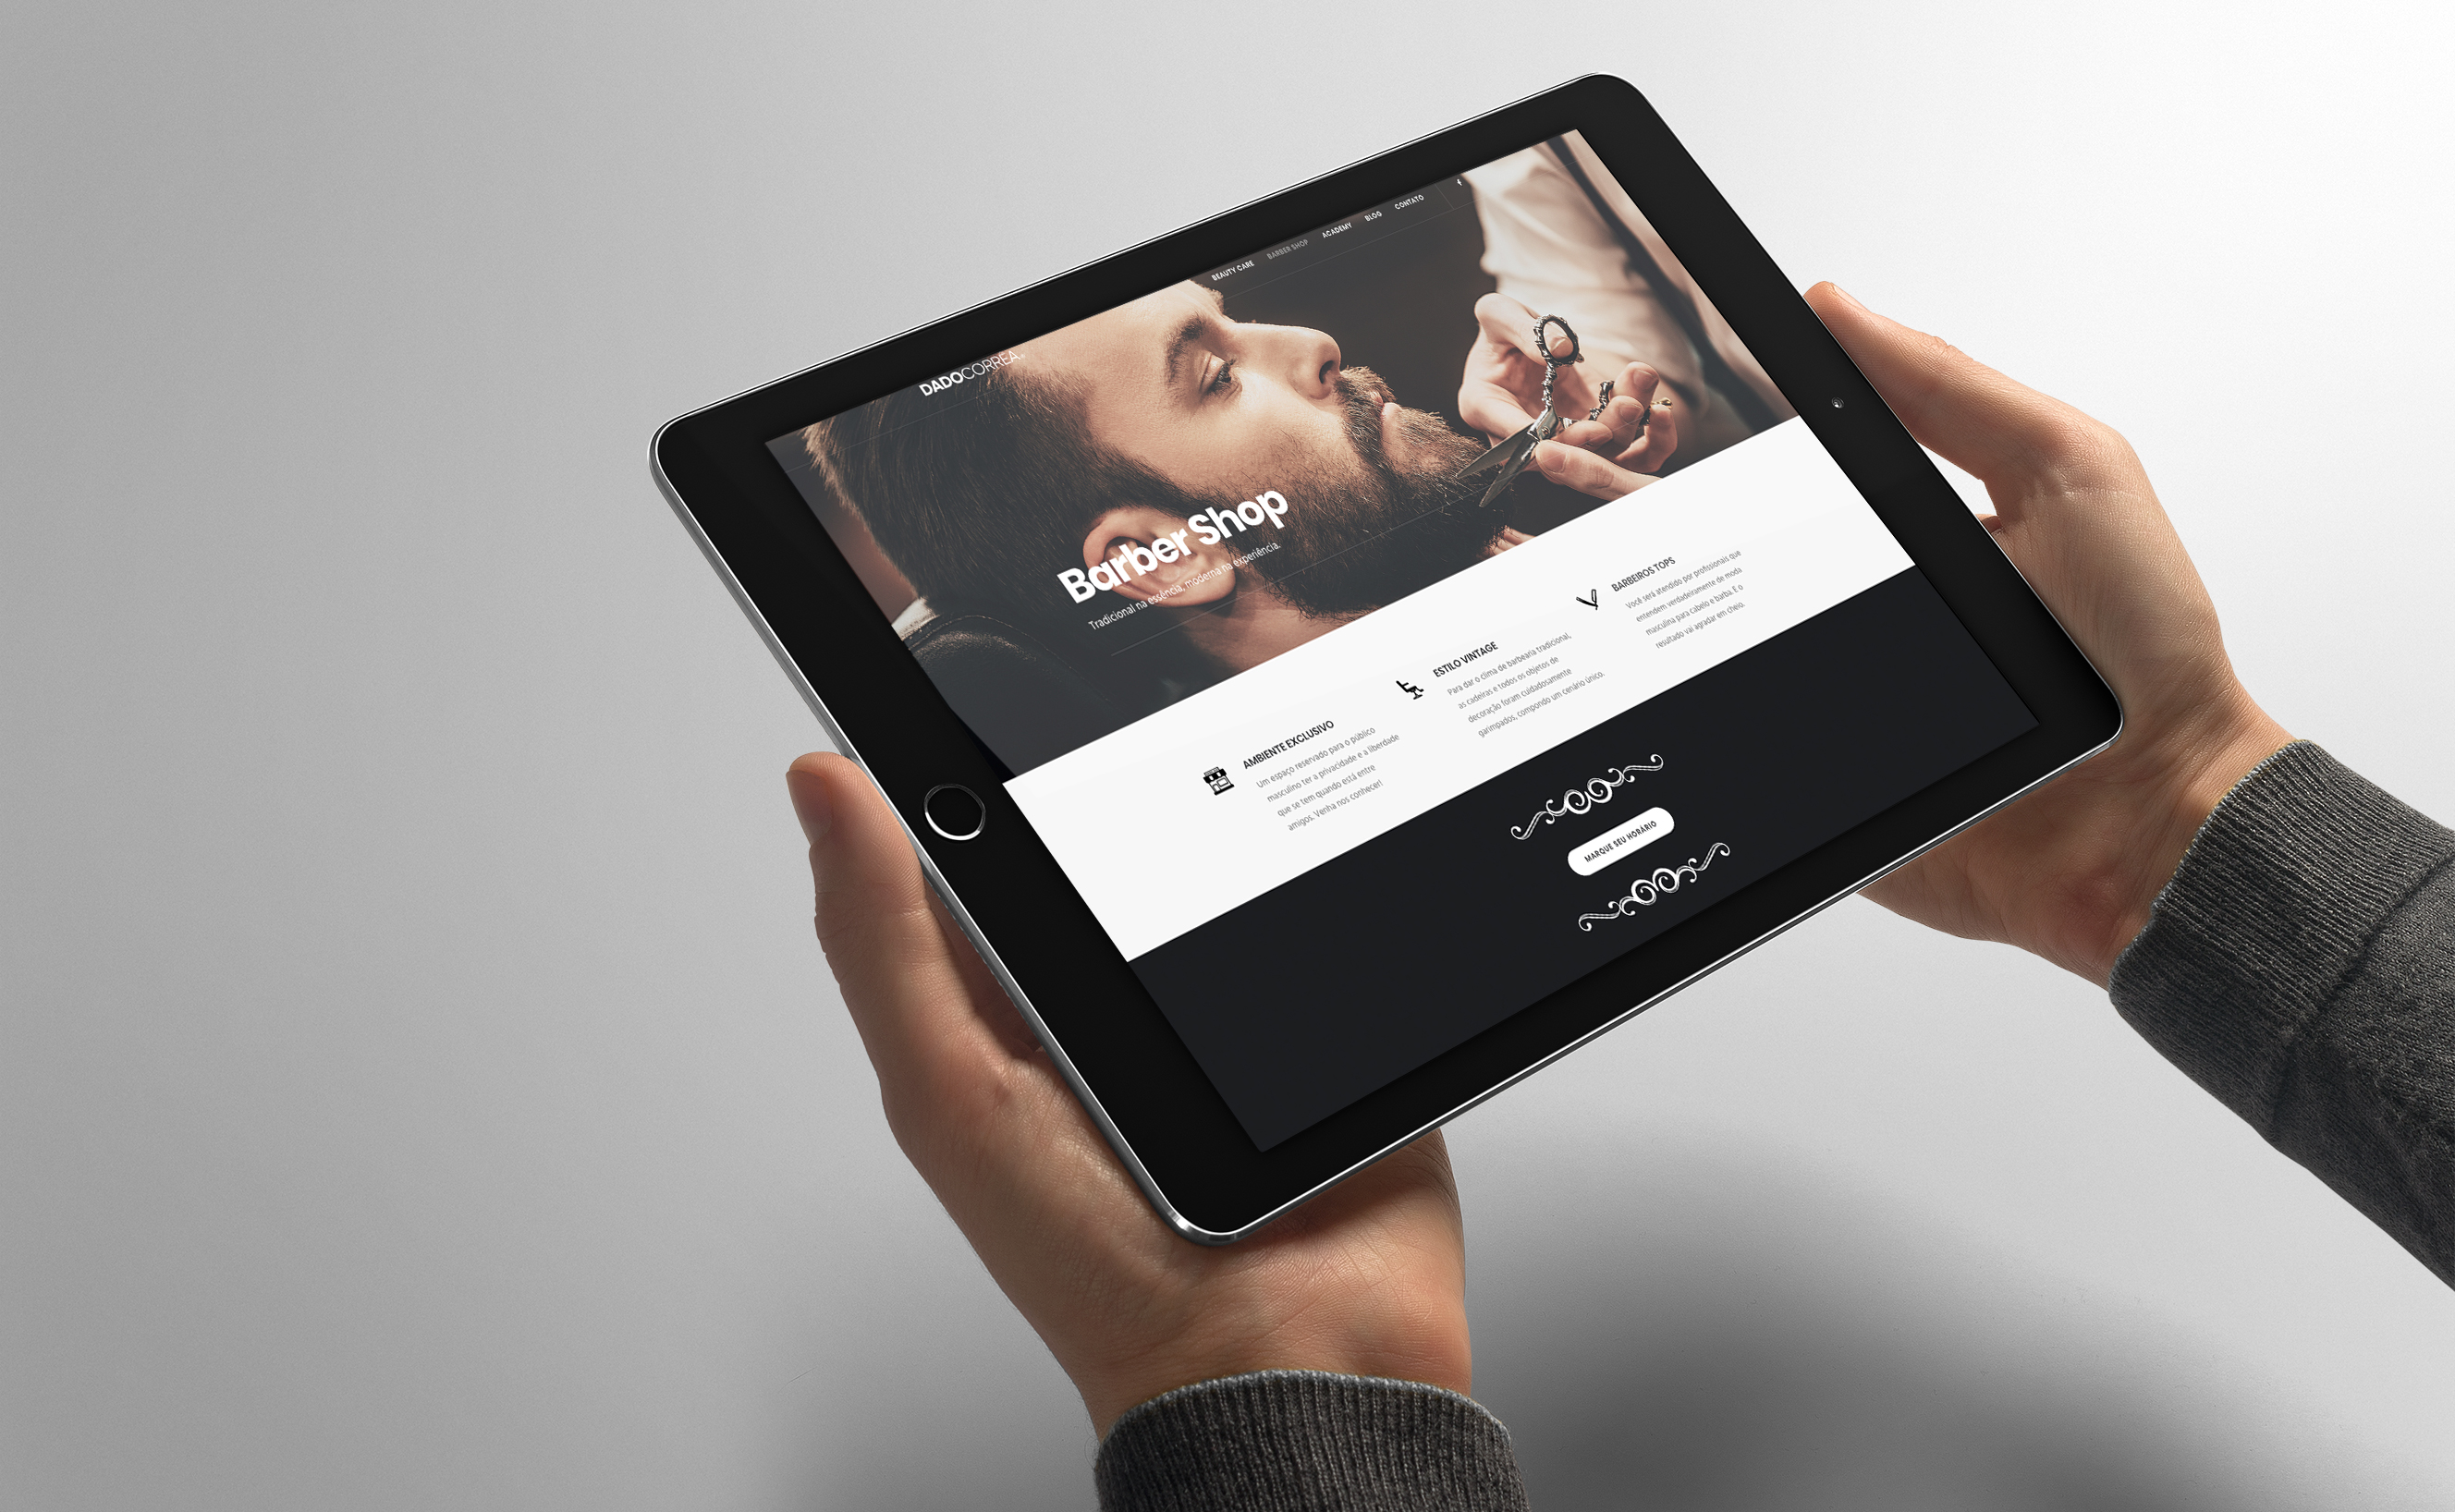 DADOCORRÊA
BEAUTY CARE
BARBER SHOP
ACADEMY
BLOG
CONTATO
f
Barber Shop
Tradicional na essência, moderna na experiência.
AMBIENTE EXCLUSIVO
Um espaço reservado para o público
masculino ter a privacidade e a liberdade
que se tem quando está entre
amigos. Venha nos conhecer!
ESTILO VINTAGE
Para dar o clima de barbearia tradicional,
as cadeiras e todos os objetos de
decoração foram cuidadosamente
garimpados, compondo um cenário único.
BARBEIROS TOPS
Você será atendido por profissionais que
entendem verdadeiramente de moda
masculina para cabelo e barba. E o
resultado vai agradar em cheio.
MARQUE SEU HORÁRIO